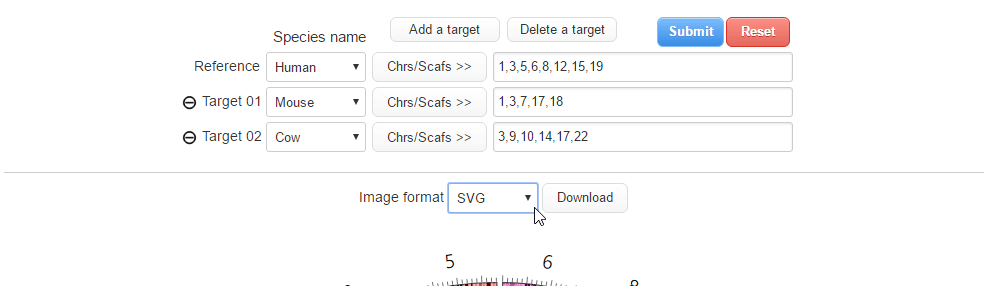 Species name Add a target Delete a target Submit Reset
Reference Human Chrs/Scafs >> 1,3,5,6,8,12,15,19
Target 01 Mouse Chrs/Scafs >> 1,3,7,17,18
Target 02 Cow Chrs/Scafs >> 3,9,10,14,17,22
Image format SVG Download
5 6